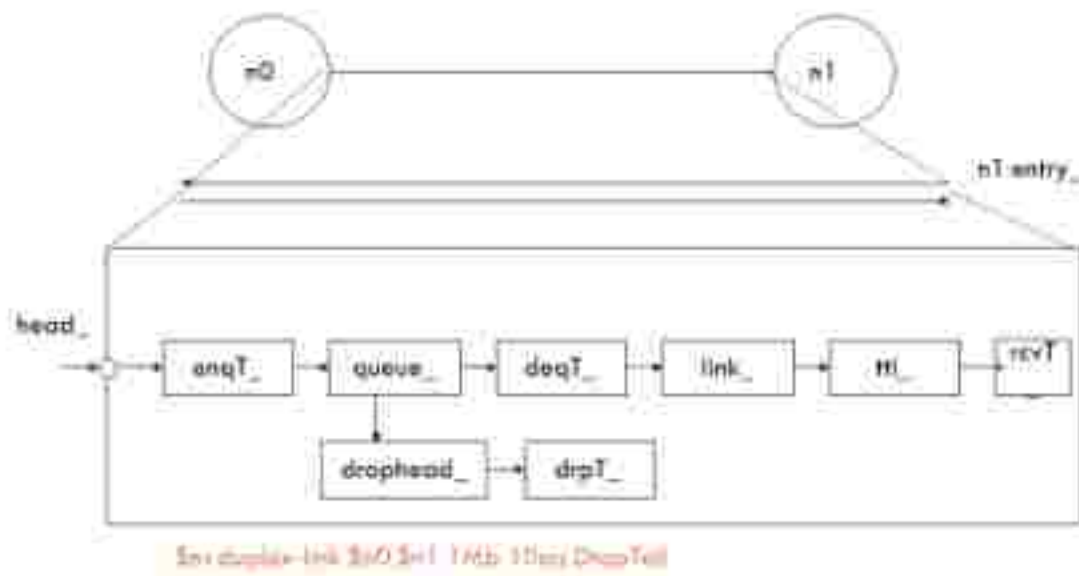 n0
n1
n1 entry_
head_
enqT_
queue_
deqT_
link_
ttl_
rcvT_
drophead_
drpT_
$ns duplex-link $n0 $n1 1Mb 10ms DropTail